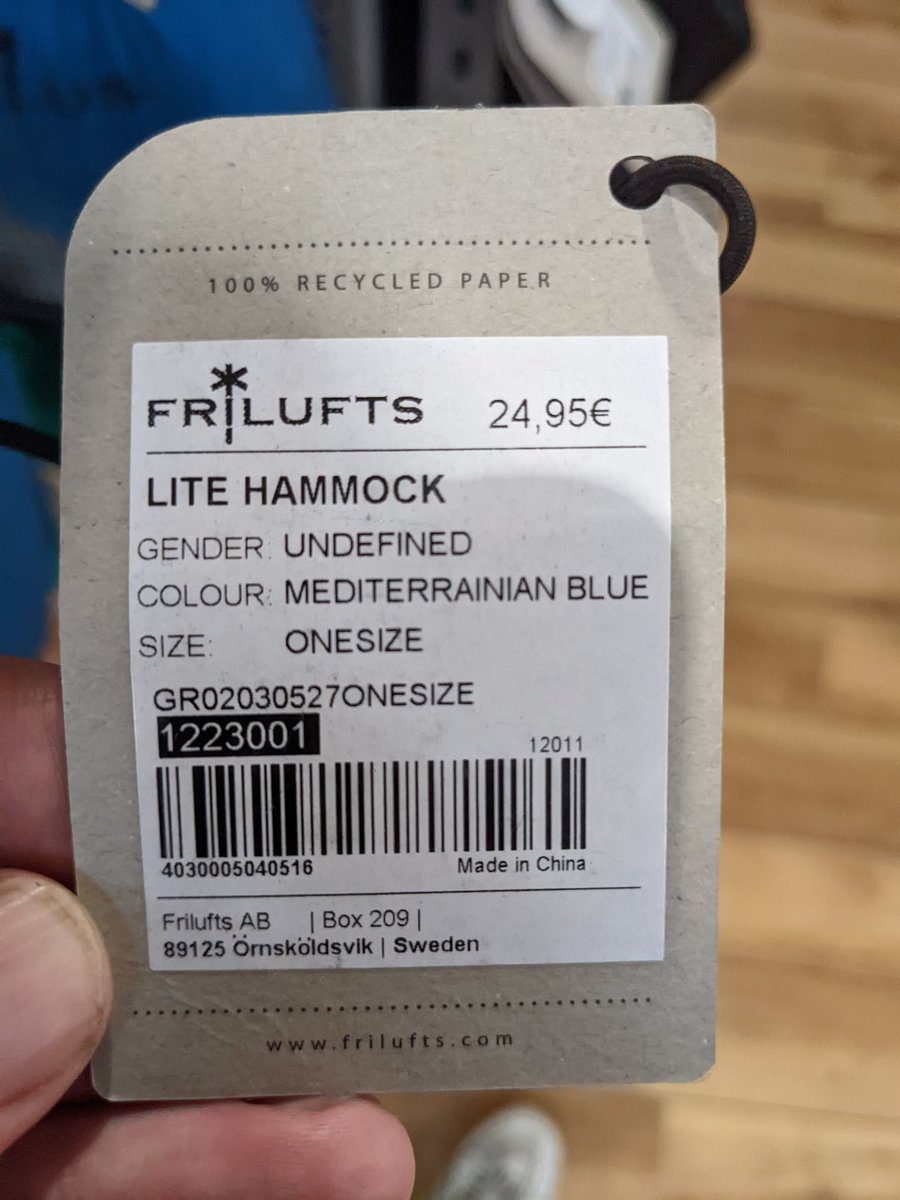 100% RECYCLED PAPER
FRILUFTS 24,95€
LITE HAMMOCK
GENDER: UNDEFINED
COLOUR: MEDITERRAINIAN BLUE
SIZE: ONESIZE
GR02030527ONESIZE
1223001
12011
4030005040516 Made in China
Frilufts AB | Box 209 |
89125 Örnsköldsvik | Sweden
www.frilufts.com